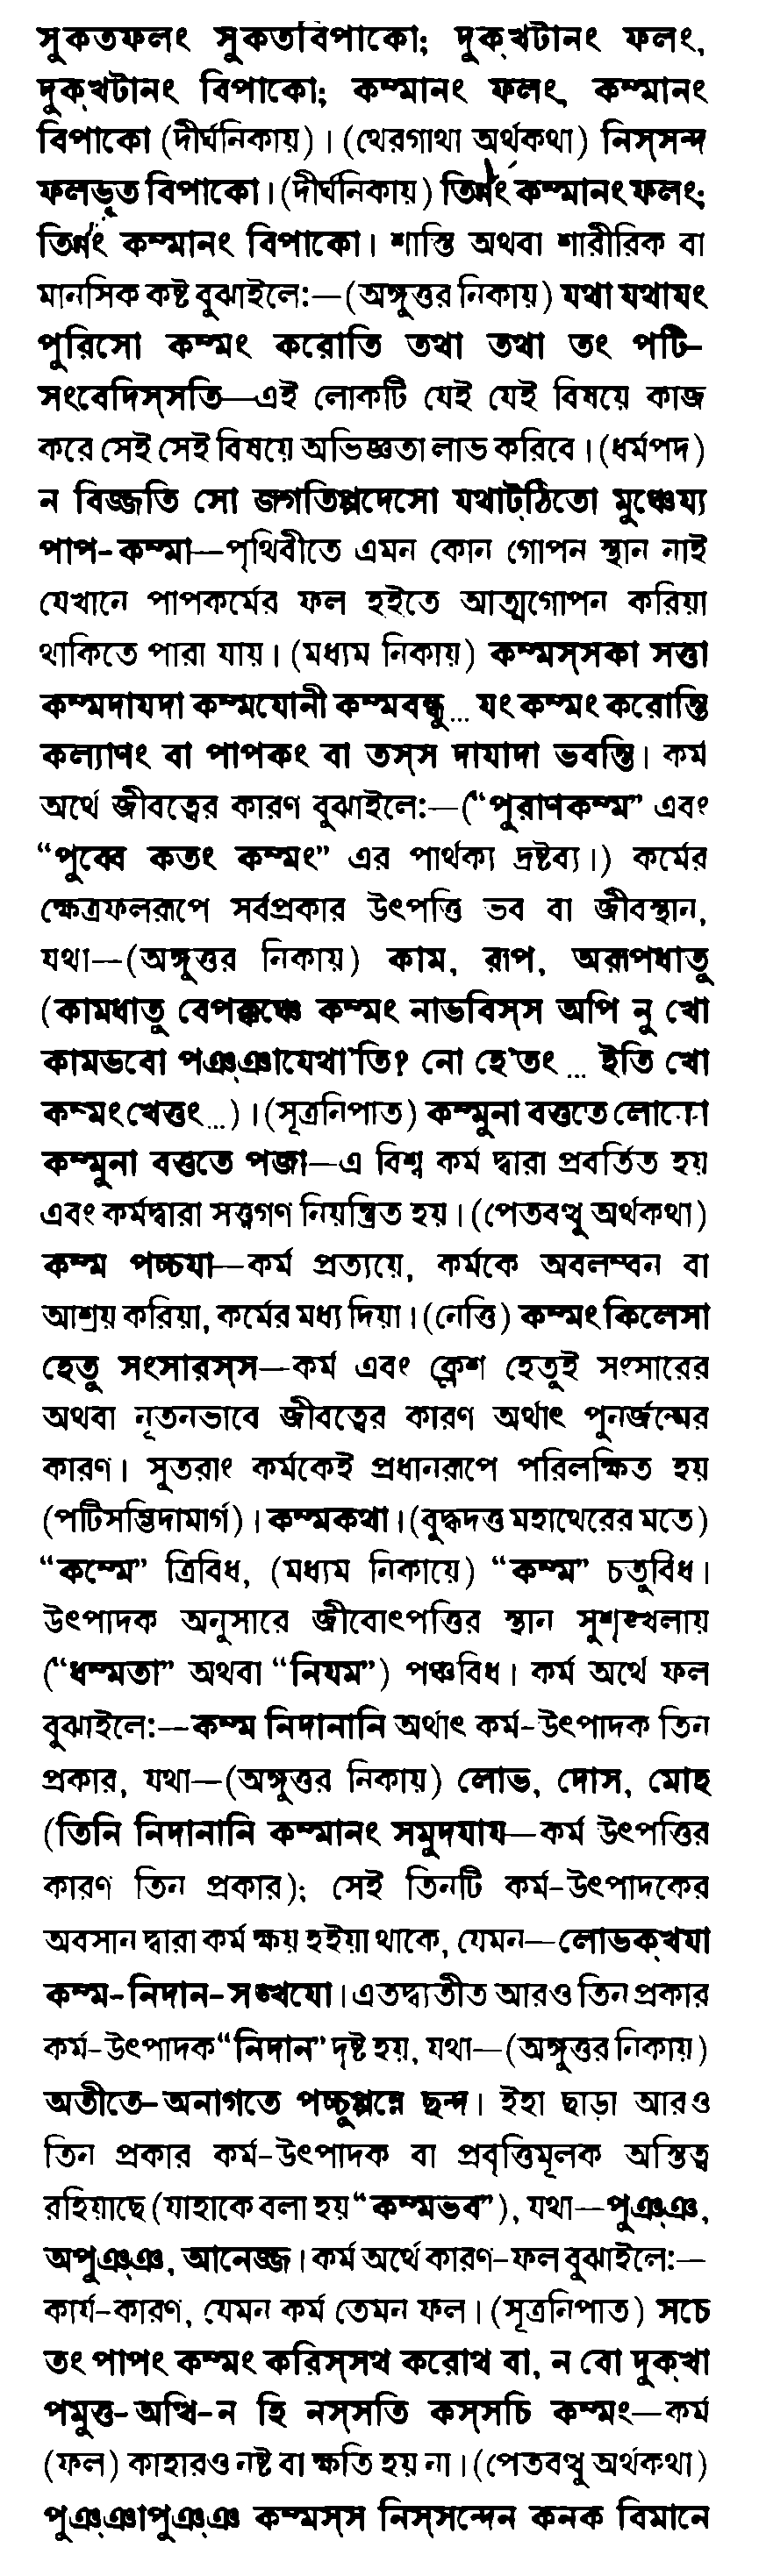 সুকতফলং সুকতবিপাকো; দুক্খটানং ফলং,
দুক্খটানং বিপাকো; কম্মানং ফলং, কম্মানং
বিপাকো (দীর্ঘনিকায়)। (থেরগাথা অর্থকথা) নিস্সন্দ
ফলভূত বিপাকো। (দীর্ঘনিকায়) তিণ্ণং কম্মানং ফলং;
তিণ্ণং কম্মানং বিপাকো। শাস্তি অথবা শারীরিক বা
মানসিক কষ্ট বুঝাইলে:—(অঙ্গুত্তর নিকায়) যথা যথাযং
পুরিসো কম্মং করোতি তথা তথা তং পটি-
সংবেদিস্সতি—এই লোকটি যেই যেই বিষয়ে কাজ
করে সেই সেই বিষয়ে অভিজ্ঞতা লাভ করিবে। (ধর্মপদ)
ন বিজ্জতি সো জগতিপ্পদেসো যথাট্ঠিতো মুঞ্চেয্য
পাপ-কম্মা—পৃথিবীতে এমন কোন গোপন স্থান নাই
যেখানে পাপকর্মের ফল হইতে আত্মগোপন করিয়া
থাকিতে পারা যায়। (মধ্যম নিকায়) কম্মস্সকা সত্তা
কম্মদাযদা কম্মযোনী কম্মবন্ধু... যং কম্মং করোন্তি
কল্যাণং বা পাপকং বা তস্স দাযাদা ভবন্তি। কর্ম
অর্থে জীবত্বের কারণ বুঝাইলে:—(“পুরাণকম্ম” এবং
“পুব্বে কতং কম্মং” এর পার্থক্য দ্রষ্টব্য।) কর্মের
ক্ষেত্রফলরূপে সর্বপ্রকার উৎপত্তি ভব বা জীবস্থান,
যথা—(অঙ্গুত্তর নিকায়) কাম, রূপ, অরূপধাতু
(কামধাতু বেপক্কঞ্চে কম্মং নাভবিস্স অপি নু খো
কামভবো পঞ্ঞাযেথা'তি? নো হে'তং ... ইতি খো
কম্মং খেত্তং...)। (সূত্রনিপাত) কম্মুনা বত্ততে লোকো
কম্মুনা বত্ততে পজা—এ বিশ্ব কর্ম দ্বারা প্রবর্তিত হয়
এবং কর্মদ্বারা সত্ত্বগণ নিয়ন্ত্রিত হয়। (পেতবত্থু অর্থকথা)
কম্ম পচ্চযা—কর্ম প্রত্যয়ে, কর্মকে অবলম্বন বা
আশ্রয় করিয়া, কর্মের মধ্য দিয়া। (নেত্তি) কম্মং কিলেসা
হেতু সংসারস্স—কর্ম এবং ক্লেশ হেতুই সংসারের
অথবা নূতনভাবে জীবত্বের কারণ অর্থাৎ পুনর্জন্মের
কারণ। সুতরাং কর্মকেই প্রধানরূপে পরিলক্ষিত হয়
(পটিসম্ভিদামার্গ)। কম্মকথা। (বুদ্ধদত্ত মহাথেরের মতে)
“কম্মে” ত্রিবিধ, (মধ্যম নিকায়ে) “কম্ম” চতুর্বিধ।
উৎপাদক অনুসারে জীবোৎপত্তির স্থান সুশৃঙ্খলায়
(“ধম্মতা” অথবা “নিযম”) পঞ্চবিধ। কর্ম অর্থে ফল
বুঝাইলে:—কম্ম নিদানানি অর্থাৎ কর্ম-উৎপাদক তিন
প্রকার, যথা—(অঙ্গুত্তর নিকায়) লোভ, দোস, মোহ
(তিনি নিদানানি কম্মানং সমুদযায—কর্ম উৎপত্তির
কারণ তিন প্রকার); সেই তিনটি কর্ম-উৎপাদকের
অবসান দ্বারা কর্ম ক্ষয় হইয়া থাকে, যেমন—লোভক্খযা
কম্ম-নিদান-সঙ্খযো। এতদ্ব্যতীত আরও তিন প্রকার
কর্ম-উৎপাদক “নিদান” দৃষ্ট হয়, যথা—(অঙ্গুত্তর নিকায়)
অতীতে-অনাগতে পচ্চুপ্পন্নে ছন্দ। ইহা ছাড়া আরও
তিন প্রকার কর্ম-উৎপাদক বা প্রবৃত্তিমূলক অস্তিত্ব
রহিয়াছে (যাহাকে বলা হয় “কম্মভব”), যথা—পুঞ্ঞ,
অপুঞ্ঞ, আনেজ্জ। কর্ম অর্থে কারণ-ফল বুঝাইলে:—
কার্য-কারণ, যেমন কর্ম তেমন ফল। (সূত্রনিপাত) সচে
তং পাপং কম্মং করিস্সথ করোথ বা, ন বো দুক্খা
পমুত্ত-অত্থি-ন হি নস্সতি কস্সচি কম্মং—কর্ম
(ফল) কাহারও নষ্ট বা ক্ষতি হয় না। (পেতবত্থু অর্থকথা)
পুঞ্ঞাপুঞ্ঞ কম্মস্স নিস্সন্দেন কনক বিমানে